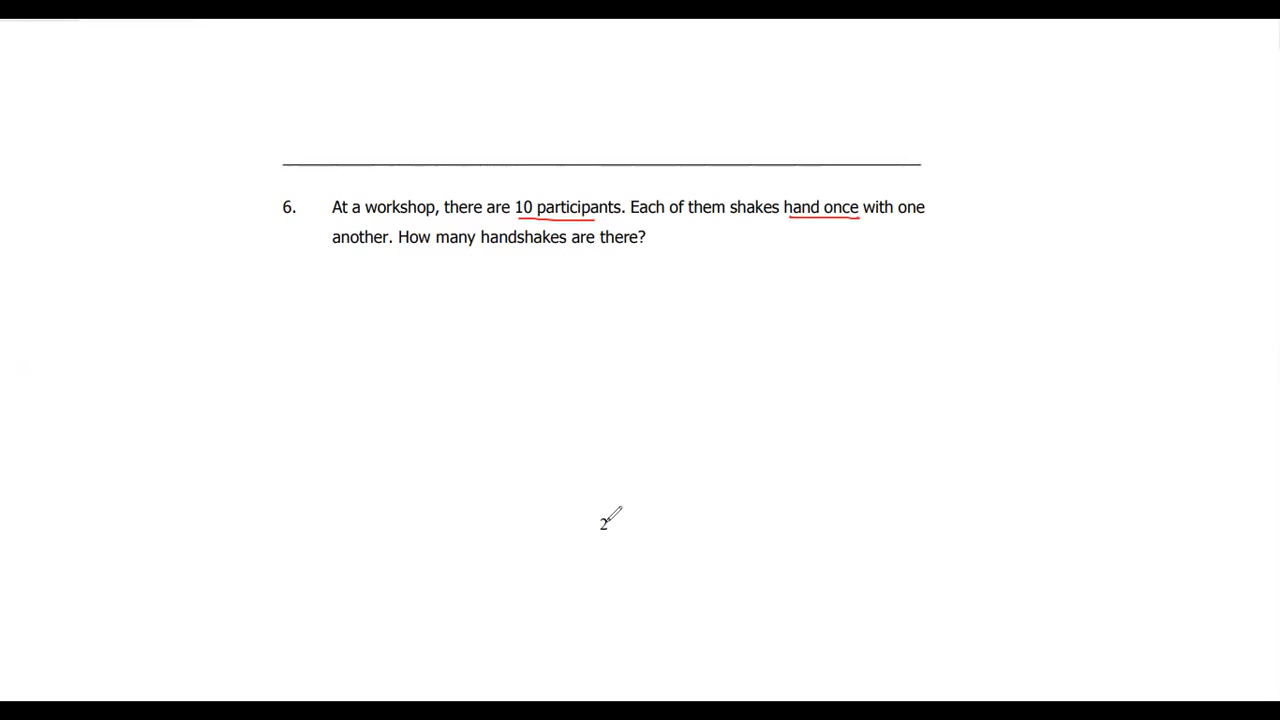 6. At a workshop, there are 10 participants. Each of them shakes hand once with one
another. How many handshakes are there?
2